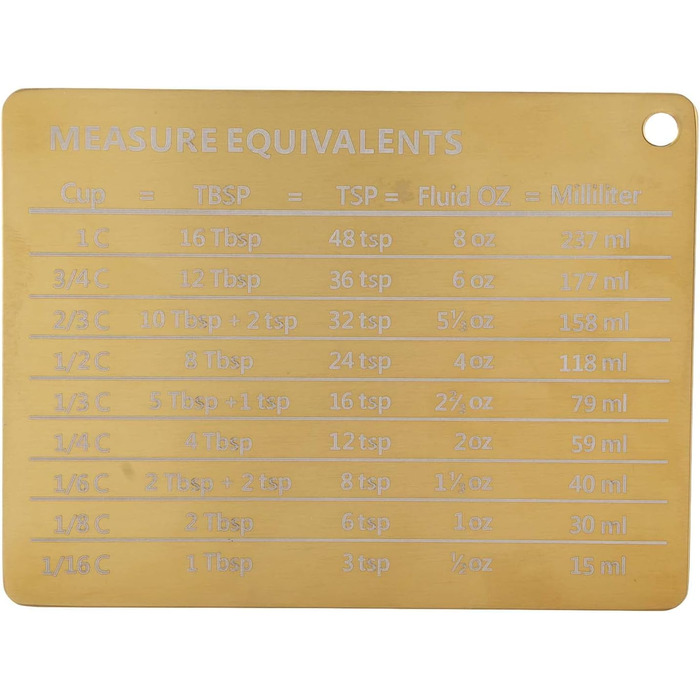 MEASURE EQUIVALENTS
Cup = TBSP = TSP = Fluid OZ = Milliliter
1 C 16 Tbsp 48 tsp 8 oz 237 ml
3/4 C 12 Tbsp 36 tsp 6 oz 177 ml
2/3 C 10 Tbsp + 2 tsp 32 tsp 5⅓ oz 158 ml
1/2 C 8 Tbsp 24 tsp 4 oz 118 ml
1/3 C 5 Tbsp +1 tsp 16 tsp 2⅔ oz 79 ml
1/4 C 4 Tbsp 12 tsp 2 oz 59 ml
1/6 C 2 Tbsp + 2 tsp 8 tsp 1⅓ oz 40 ml
1/8 C 2 Tbsp 6 tsp 1 oz 30 ml
1/16 C 1 Tbsp 3 tsp ½ oz 15 ml